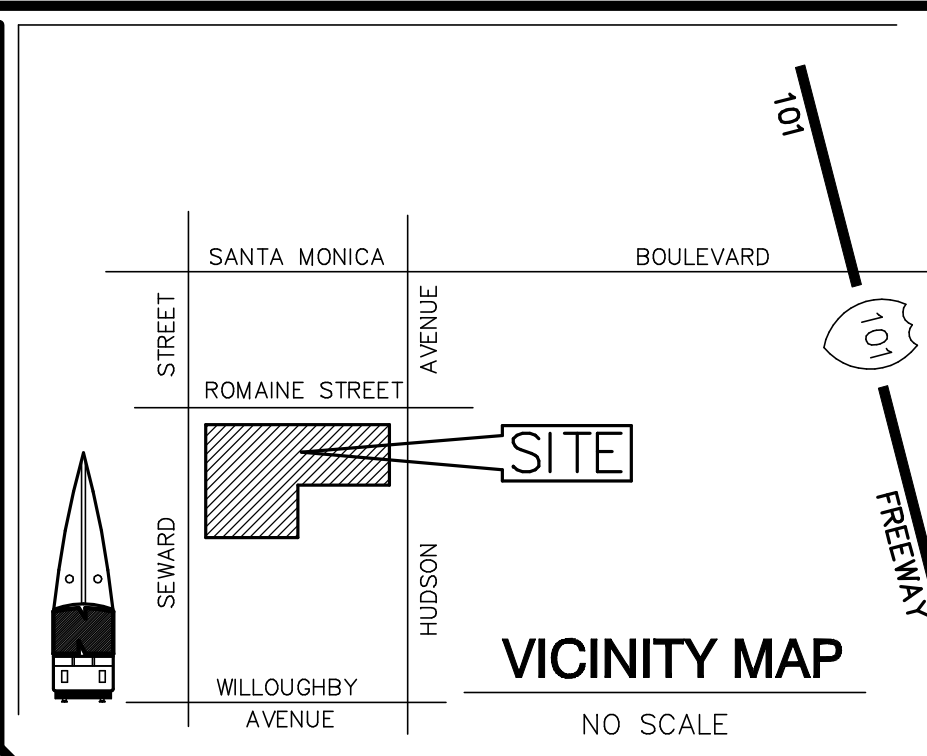 101
SANTA MONICA BOULEVARD
STREET
AVENUE
101
ROMAINE STREET
SITE
SEWARD
HUDSON
FREEWAY
VICINITY MAP
WILLOUGHBY
AVENUE
NO SCALE